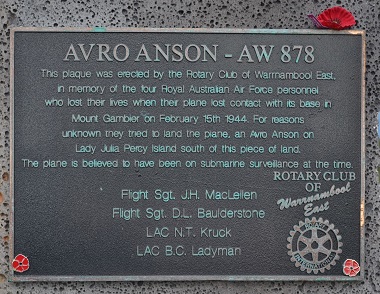 AVRO ANSON - AW 878
This plaque was erected by the Rotary Club of Warrnambool East,
in memory of the four Royal Australian Air Force personnel
who lost their lives when their plane lost contact with its base in
Mount Gambier on February 15th 1944. For reasons
unknown they tried to land the plane, an Avro Anson on
Lady Julia Percy Island south of this piece of land.
The plane is believed to have been on submarine surveillance at the time.
ROTARY CLUB
OF
Warrnambool
East
Flight Sgt. J.H. MacLellen
Flight Sgt. D.L. Baulderstone
LAC N.T. Kruck
LAC B.C. Ladyman